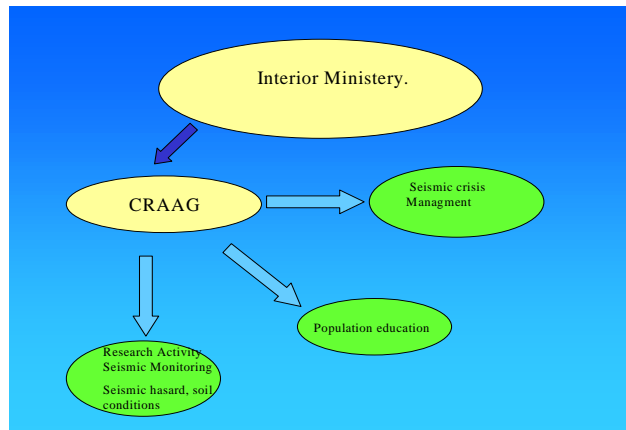 Interior Ministery.
CRAAG
Seismic crisis
Managment
Population education
Research Activity
Seismic Monitoring
Seismic hasard, soil
conditions